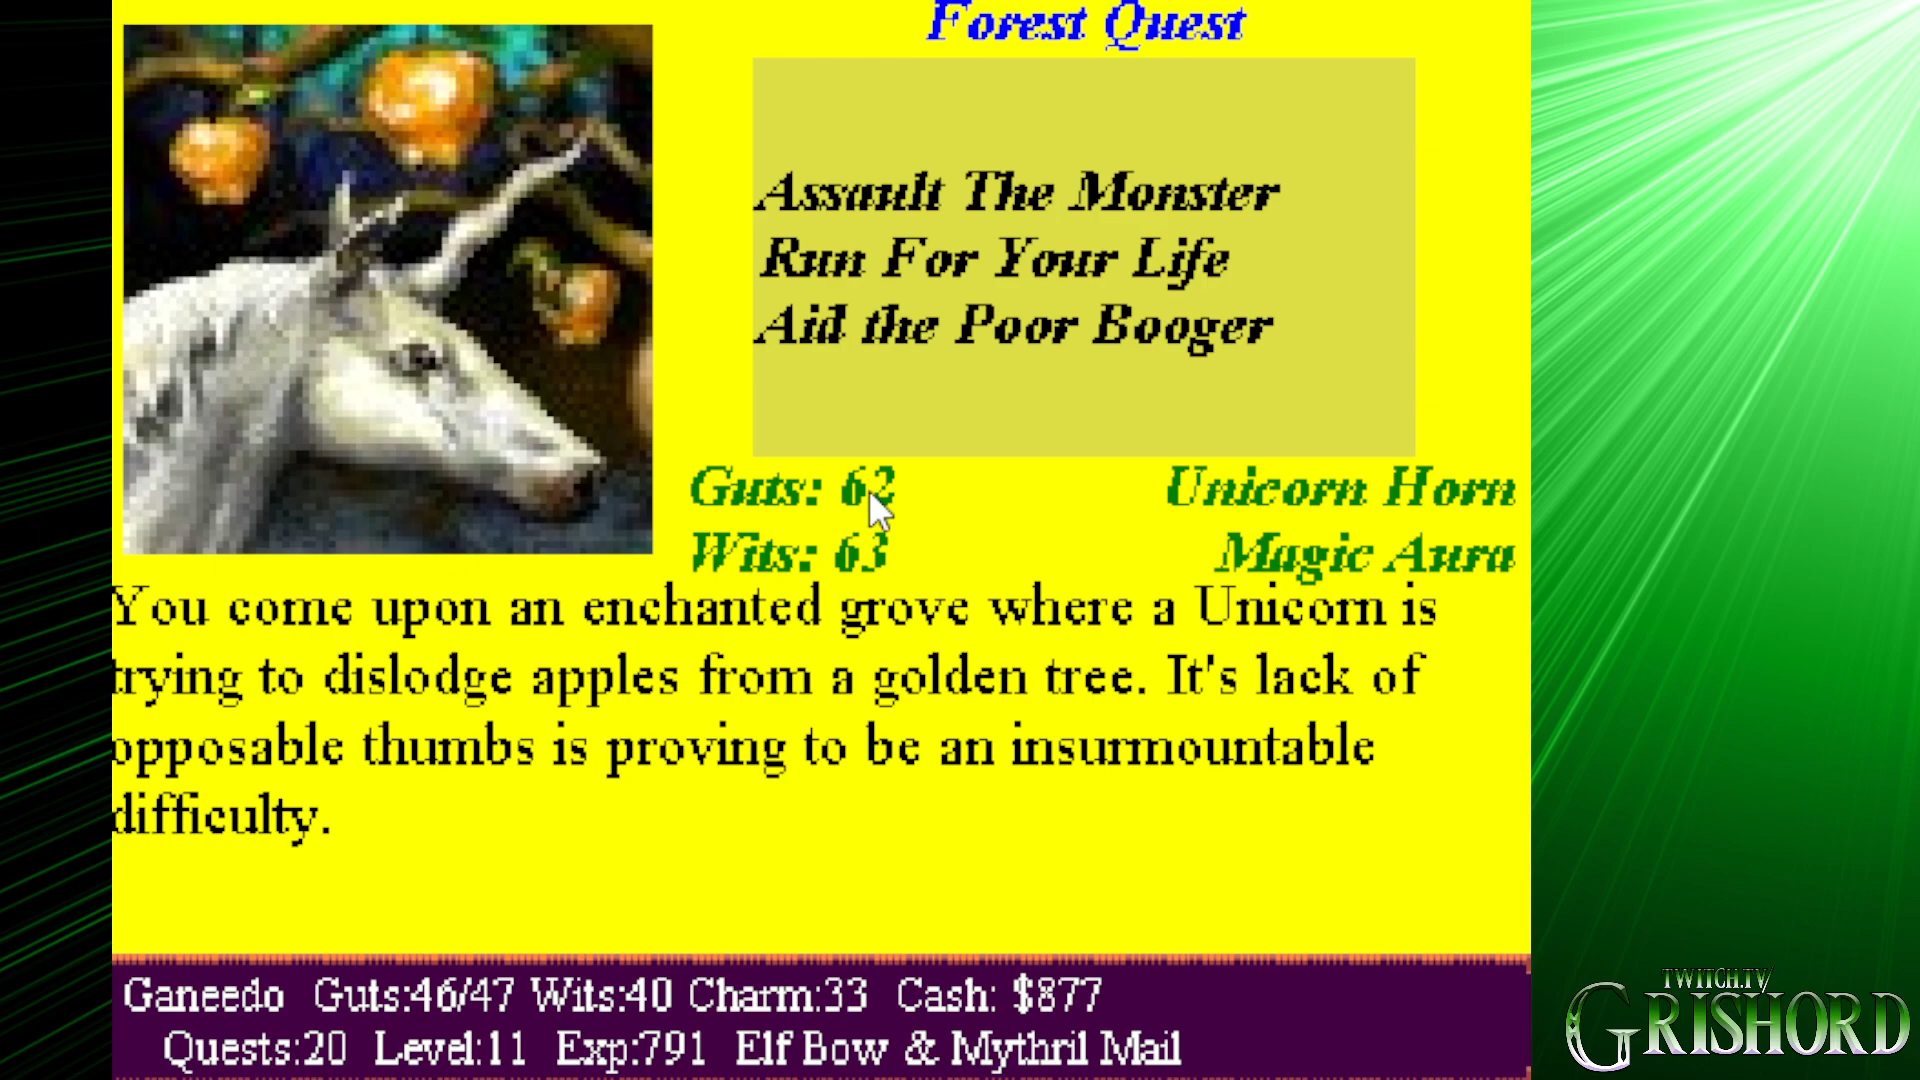 Forest Quest
Assault The Monster
Run For Your Life
Aid the Poor Booger
Guts: 62
Unicorn Horn
Wits: 63
Magic Aura
You come upon an enchanted grove where a Unicorn is
trying to dislodge apples from a golden tree. It's lack of
opposable thumbs is proving to be an insurmountable
difficulty.
Ganeedo Guts:46/47 Wits:40 Charm:33 Cash: $877
Quests:20 Level:11 Exp:791 Elf Bow & Mythril Mail
TWITCH.TV/
GRISHORD